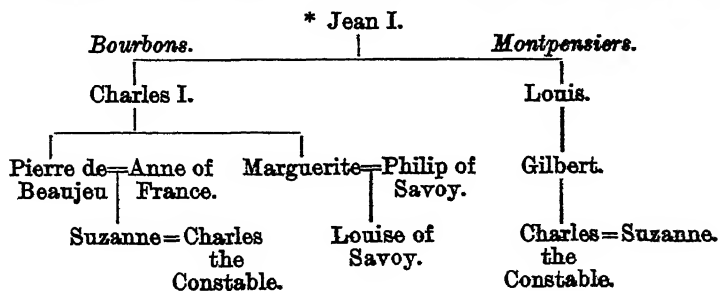 * Jean I.
Bourbons. Montpensiers.
Charles I. Louis.
Pierre de=Anne of Marguerite=Philip of Gilbert.
Beaujeu France. Savoy.
Suzanne=Charles Louise of Charles=Suzanne.
the Savoy. the
Constable. Constable.